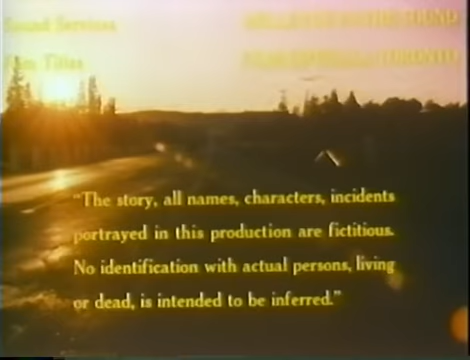 Sound Services
Film Titles
"The story, all names, characters, incidents
portrayed in this production are fictitious.
No identification with actual persons, living
or dead, is intended to be inferred."